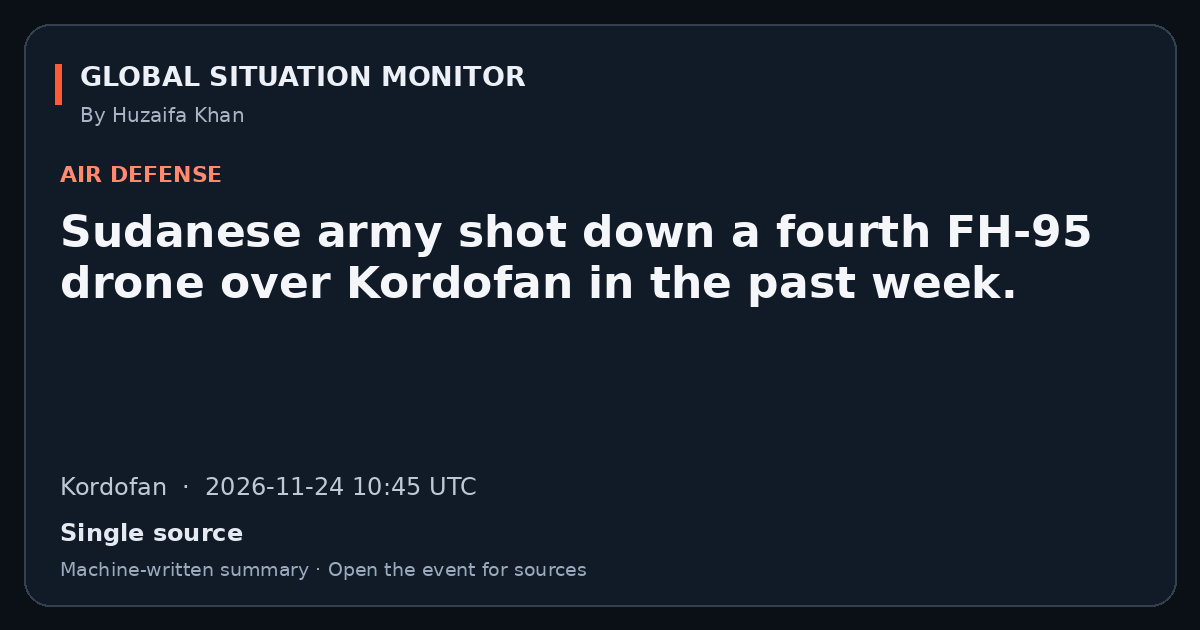 GLOBAL SITUATION MONITOR
By Huzaifa Khan
AIR DEFENSE
Sudanese army shot down a fourth FH-95
drone over Kordofan in the past week.
Kordofan · 2026-11-24 10:45 UTC
Single source
Machine-written summary · Open the event for sources